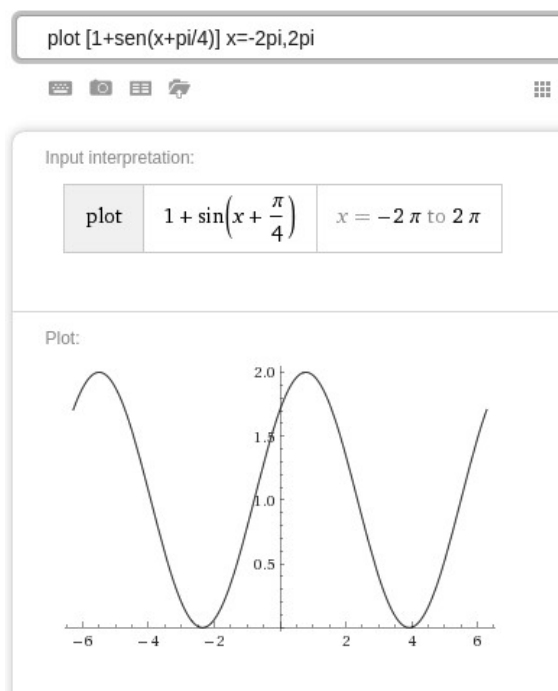 plot [1+sen(x+pi/4)] x=-2pi,2pi
Input interpretation:
plot 1 + sin(x + π/4) x = −2 π to 2 π
Plot:
2.0
1.5
1.0
0.5
−6 −4 −2 2 4 6